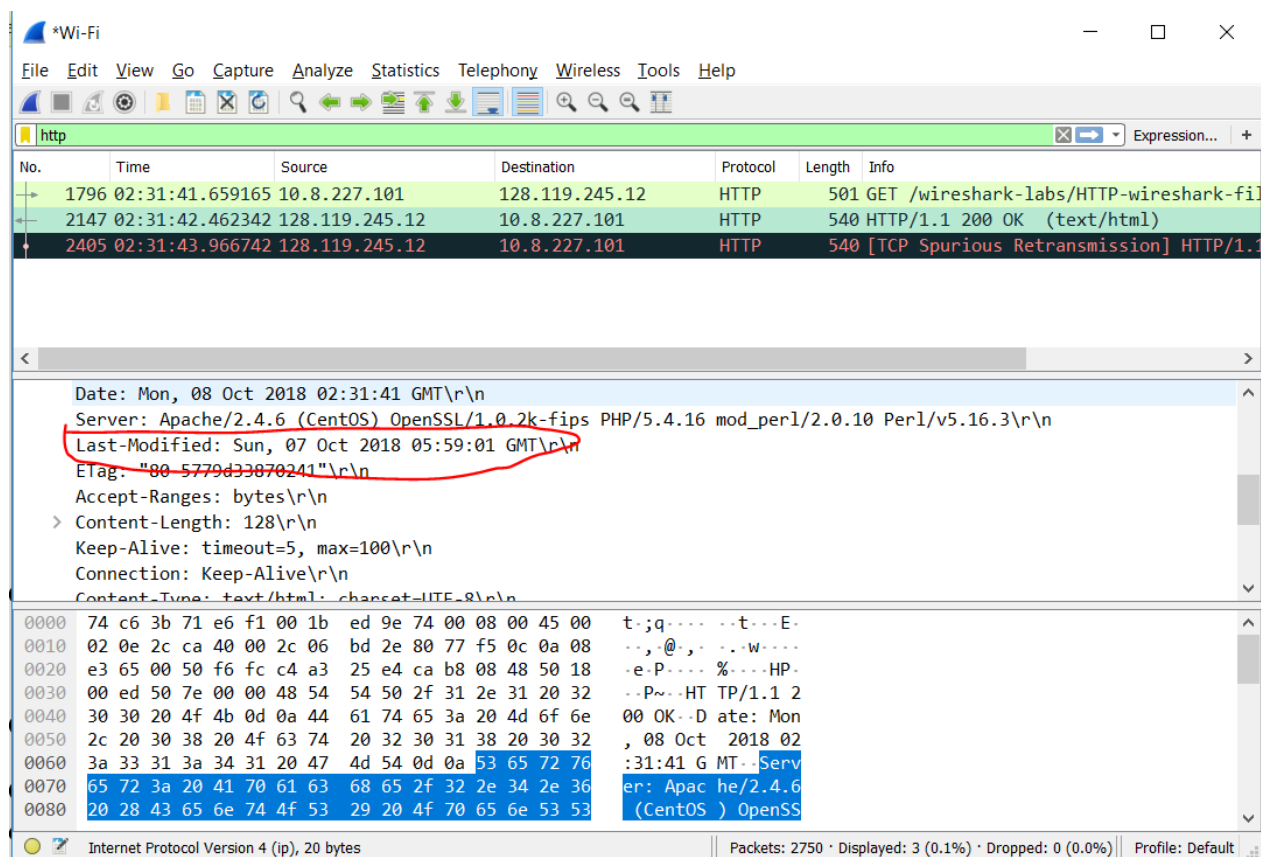 *Wi-Fi
File Edit View Go Capture Analyze Statistics Telephony Wireless Tools Help
http Expression... +
No. Time Source Destination Protocol Length Info
1796 02:31:41.659165 10.8.227.101 128.119.245.12 HTTP 501 GET /wireshark-labs/HTTP-wireshark-fil
2147 02:31:42.462342 128.119.245.12 10.8.227.101 HTTP 540 HTTP/1.1 200 OK (text/html)
2405 02:31:43.966742 128.119.245.12 10.8.227.101 HTTP 540 [TCP Spurious Retransmission] HTTP/1.1
Date: Mon, 08 Oct 2018 02:31:41 GMT\r\n
Server: Apache/2.4.6 (CentOS) OpenSSL/1.0.2k-fips PHP/5.4.16 mod_perl/2.0.10 Perl/v5.16.3\r\n
Last-Modified: Sun, 07 Oct 2018 05:59:01 GMT\r\n
ETag: "80-5779d33870241"\r\n
Accept-Ranges: bytes\r\n
> Content-Length: 128\r\n
Keep-Alive: timeout=5, max=100\r\n
Connection: Keep-Alive\r\n
Content-Type: text/html; charset=UTF-8\r\n
0000 74 c6 3b 71 e6 f1 00 1b ed 9e 74 00 08 00 45 00 t·;q···· ··t···E·
0010 02 0e 2c ca 40 00 2c 06 bd 2e 80 77 f5 0c 0a 08 ··,·@·,· ·.·w····
0020 e3 65 00 50 f6 fc c4 a3 25 e4 ca b8 08 48 50 18 ·e·P···· %····HP·
0030 00 ed 50 7e 00 00 48 54 54 50 2f 31 2e 31 20 32 ··P~··HT TP/1.1 2
0040 30 30 20 4f 4b 0d 0a 44 61 74 65 3a 20 4d 6f 6e 00 OK··D ate: Mon
0050 2c 20 30 38 20 4f 63 74 20 32 30 31 38 20 30 32 , 08 Oct 2018 02
0060 3a 33 31 3a 34 31 20 47 4d 54 0d 0a 53 65 72 76 :31:41 G MT··Serv
0070 65 72 3a 20 41 70 61 63 68 65 2f 32 2e 34 2e 36 er: Apac he/2.4.6
0080 20 28 43 65 6e 74 4f 53 29 20 4f 70 65 6e 53 53 (CentOS ) OpenSS
Internet Protocol Version 4 (ip), 20 bytes Packets: 2750 · Displayed: 3 (0.1%) · Dropped: 0 (0.0%) Profile: Default